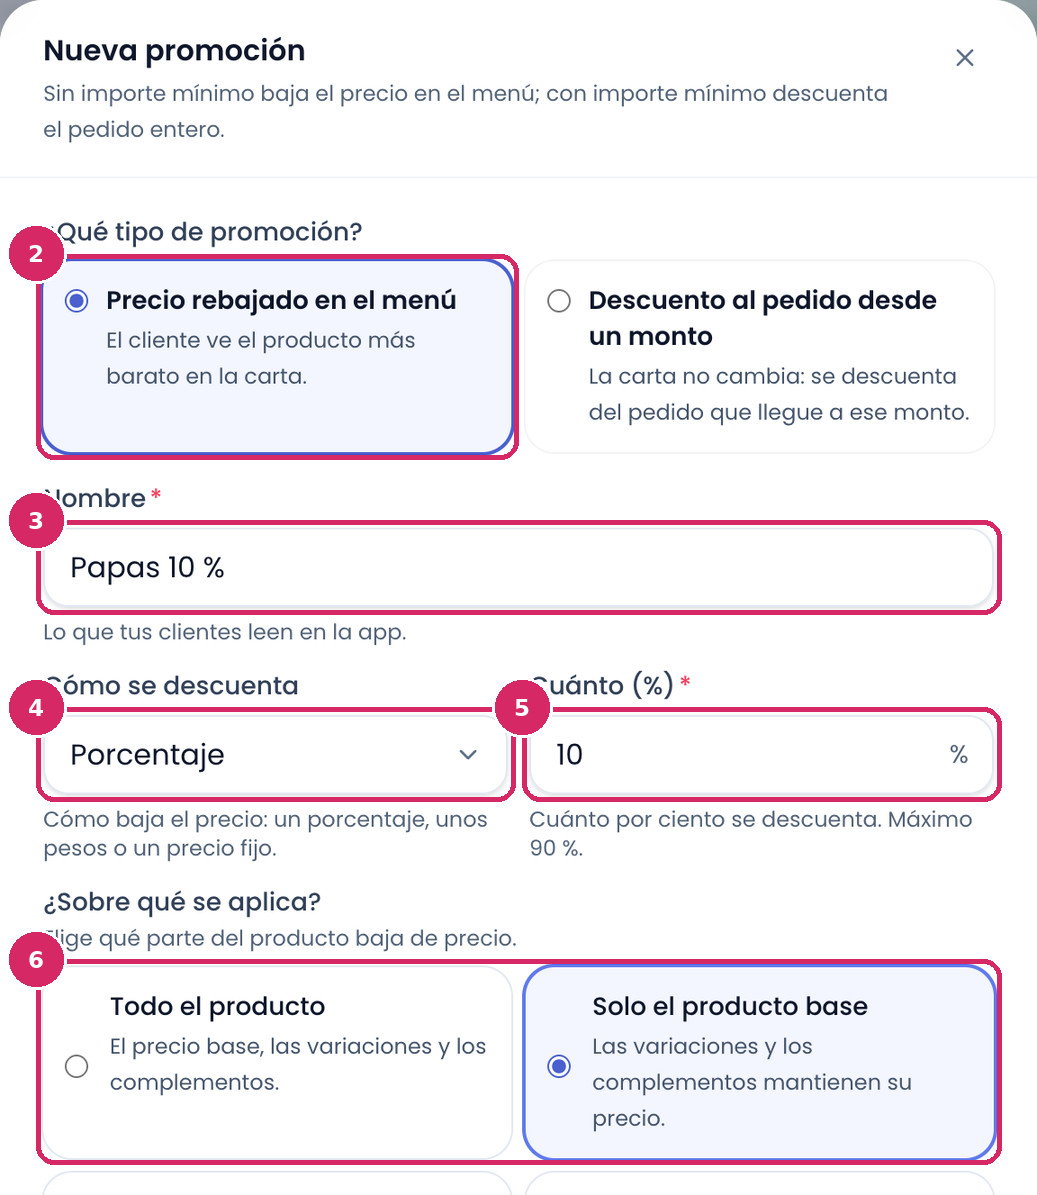 Nueva promoción
Sin importe mínimo baja el precio en el menú; con importe mínimo descuenta
el pedido entero.
¿Qué tipo de promoción?
2
Precio rebajado en el menú
El cliente ve el producto más
barato en la carta.
Descuento al pedido desde
un monto
La carta no cambia: se descuenta
del pedido que llegue a ese monto.
Nombre *
3
Papas 10 %
Lo que tus clientes leen en la app.
Cómo se descuenta
4
Porcentaje
Cómo baja el precio: un porcentaje, unos
pesos o un precio fijo.
Cuánto (%) *
5
10 %
Cuánto por ciento se descuenta. Máximo
90 %.
¿Sobre qué se aplica?
Elige qué parte del producto baja de precio.
6
Todo el producto
El precio base, las variaciones y los
complementos.
Solo el producto base
Las variaciones y los
complementos mantienen su
precio.